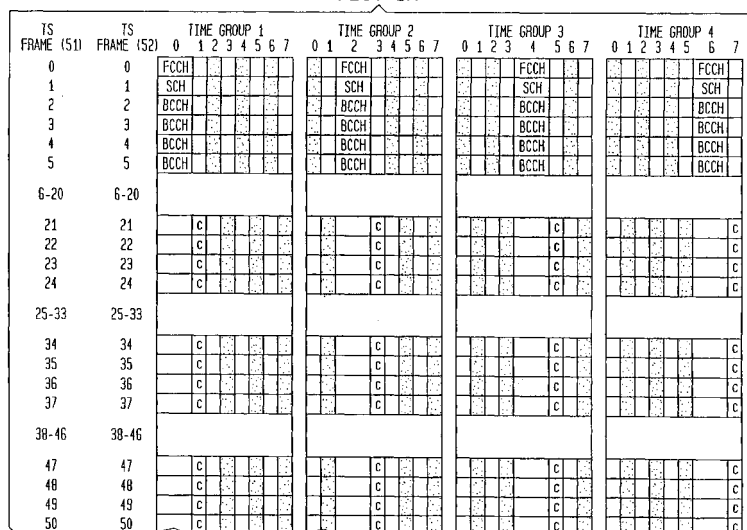 TS TS TIME GROUP 1 TIME GROUP 2 TIME GROUP 3 TIME GROUP 4
FRAME (51) FRAME (52) 0 1 2 3 4 5 6 7 0 1 2 3 4 5 6 7 0 1 2 3 4 5 6 7 0 1 2 3 4 5 6 7
0 0 FCCH FCCH FCCH FCCH
1 1 SCH SCH SCH SCH
2 2 BCCH BCCH BCCH BCCH
3 3 BCCH BCCH BCCH BCCH
4 4 BCCH BCCH BCCH BCCH
5 5 BCCH BCCH BCCH BCCH
6-20 6-20
21 21 C C C C
22 22 C C C C
23 23 C C C C
24 24 C C C C
25-33 25-33
34 34 C C C C
35 35 C C C C
36 36 C C C C
37 37 C C C C
38-46 38-46
47 47 C C C C
48 48 C C C C
49 49 C C C C
50 50 C C C C